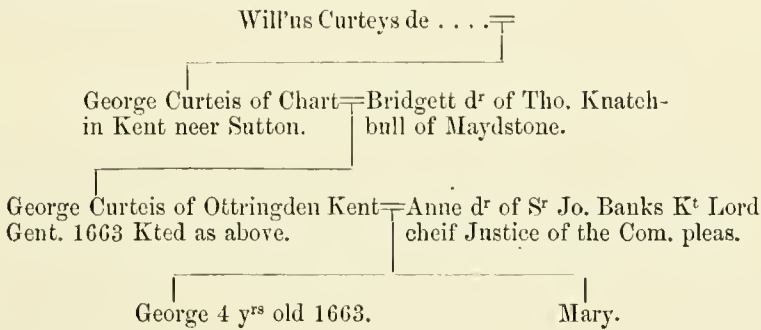 Will'us Curteys de . . . .
George Curteis of Chart
in Kent neer Sutton.
Bridgett dʳ of Tho. Knatch-
bull of Maydstone.
George Curteis of Ottringden Kent
Gent. 1663 Kted as above.
Anne dʳ of Sʳ Jo. Banks Kᵗ Lord
cheif Justice of the Com. pleas.
George 4 yʳˢ old 1663.
Mary.